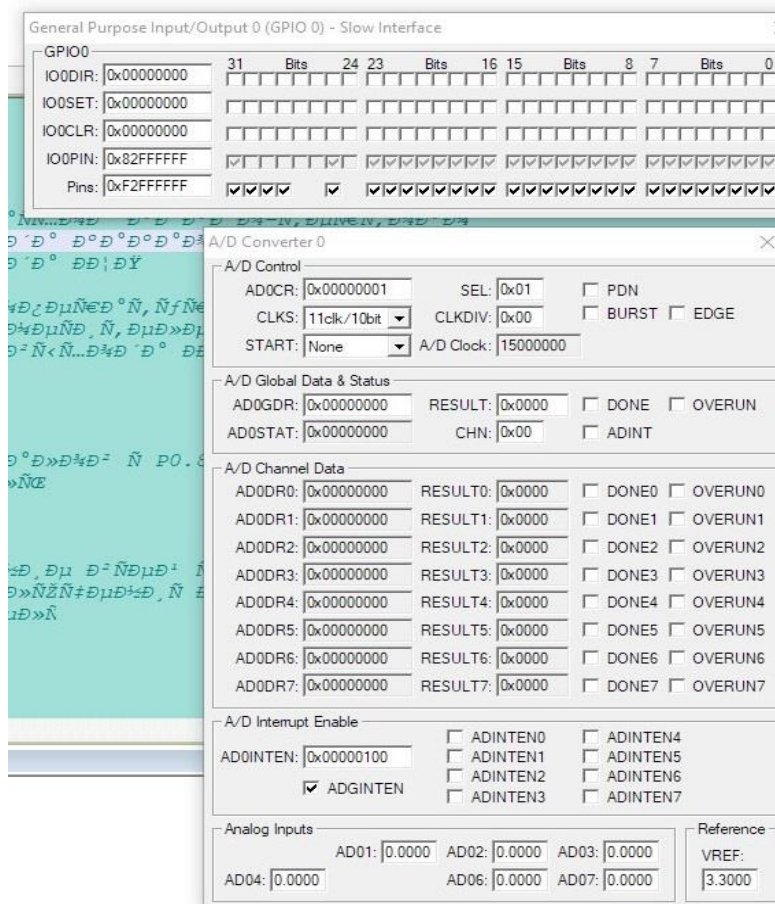 General Purpose Input/Output 0 (GPIO 0) - Slow Interface
GPIO0
31 Bits 24 23 Bits 16 15 Bits 8 7 Bits 0
IO0DIR: 0x00000000
IO0SET: 0x00000000
IO0CLR: 0x00000000
IO0PIN: 0x82FFFFFF
Pins: 0xF2FFFFFF
A/D Converter 0
A/D Control
AD0CR: 0x00000001 SEL: 0x01 PDN
CLKS: 11clk/10bit CLKDIV: 0x00 BURST EDGE
START: None A/D Clock: 15000000
A/D Global Data & Status
AD0GDR: 0x00000000 RESULT: 0x0000 DONE OVERUN
AD0STAT: 0x00000000 CHN: 0x00 ADINT
A/D Channel Data
AD0DR0: 0x00000000 RESULT0: 0x0000 DONE0 OVERUN0
AD0DR1: 0x00000000 RESULT1: 0x0000 DONE1 OVERUN1
AD0DR2: 0x00000000 RESULT2: 0x0000 DONE2 OVERUN2
AD0DR3: 0x00000000 RESULT3: 0x0000 DONE3 OVERUN3
AD0DR4: 0x00000000 RESULT4: 0x0000 DONE4 OVERUN4
AD0DR5: 0x00000000 RESULT5: 0x0000 DONE5 OVERUN5
AD0DR6: 0x00000000 RESULT6: 0x0000 DONE6 OVERUN6
AD0DR7: 0x00000000 RESULT7: 0x0000 DONE7 OVERUN7
A/D Interrupt Enable
ADINTEN0 ADINTEN4
AD0INTEN: 0x00000100 ADINTEN1 ADINTEN5
ADINTEN2 ADINTEN6
ADGINTEN ADINTEN3 ADINTEN7
Analog Inputs Reference
AD01: 0.0000 AD02: 0.0000 AD03: 0.0000 VREF:
AD04: 0.0000 AD06: 0.0000 AD07: 0.0000 3.3000